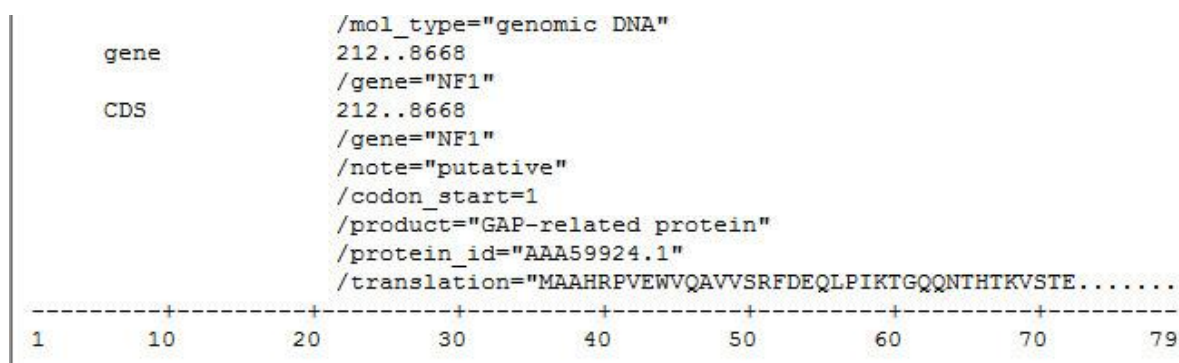 /mol_type="genomic DNA"
gene 212..8668
/gene="NF1"
CDS 212..8668
/gene="NF1"
/note="putative"
/codon_start=1
/product="GAP-related protein"
/protein_id="AAA59924.1"
/translation="MAAHRPVEWVQAVVSRFDEQLPIKTGQQNTHTKVSTE.......
---------+---------+---------+---------+---------+---------+---------+---------
1 10 20 30 40 50 60 70 79